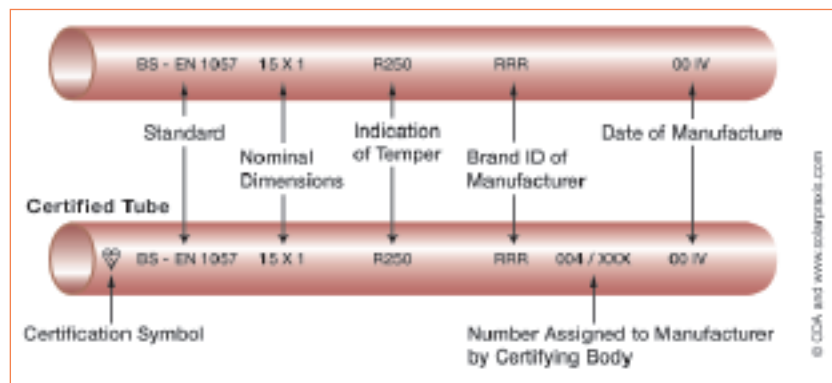 BS - EN 1057 15 X 1 R250 RRR 00 IV
Standard
Nominal
Dimensions
Indication
of Temper
Brand ID of
Manufacturer
Date of Manufacture
Certified Tube
BS - EN 1057 15 X 1 R250 RRR 004 / XXX 00 IV
Certification Symbol
Number Assigned to Manufacturer
by Certifying Body
© CDA and www.solarpraxis.com